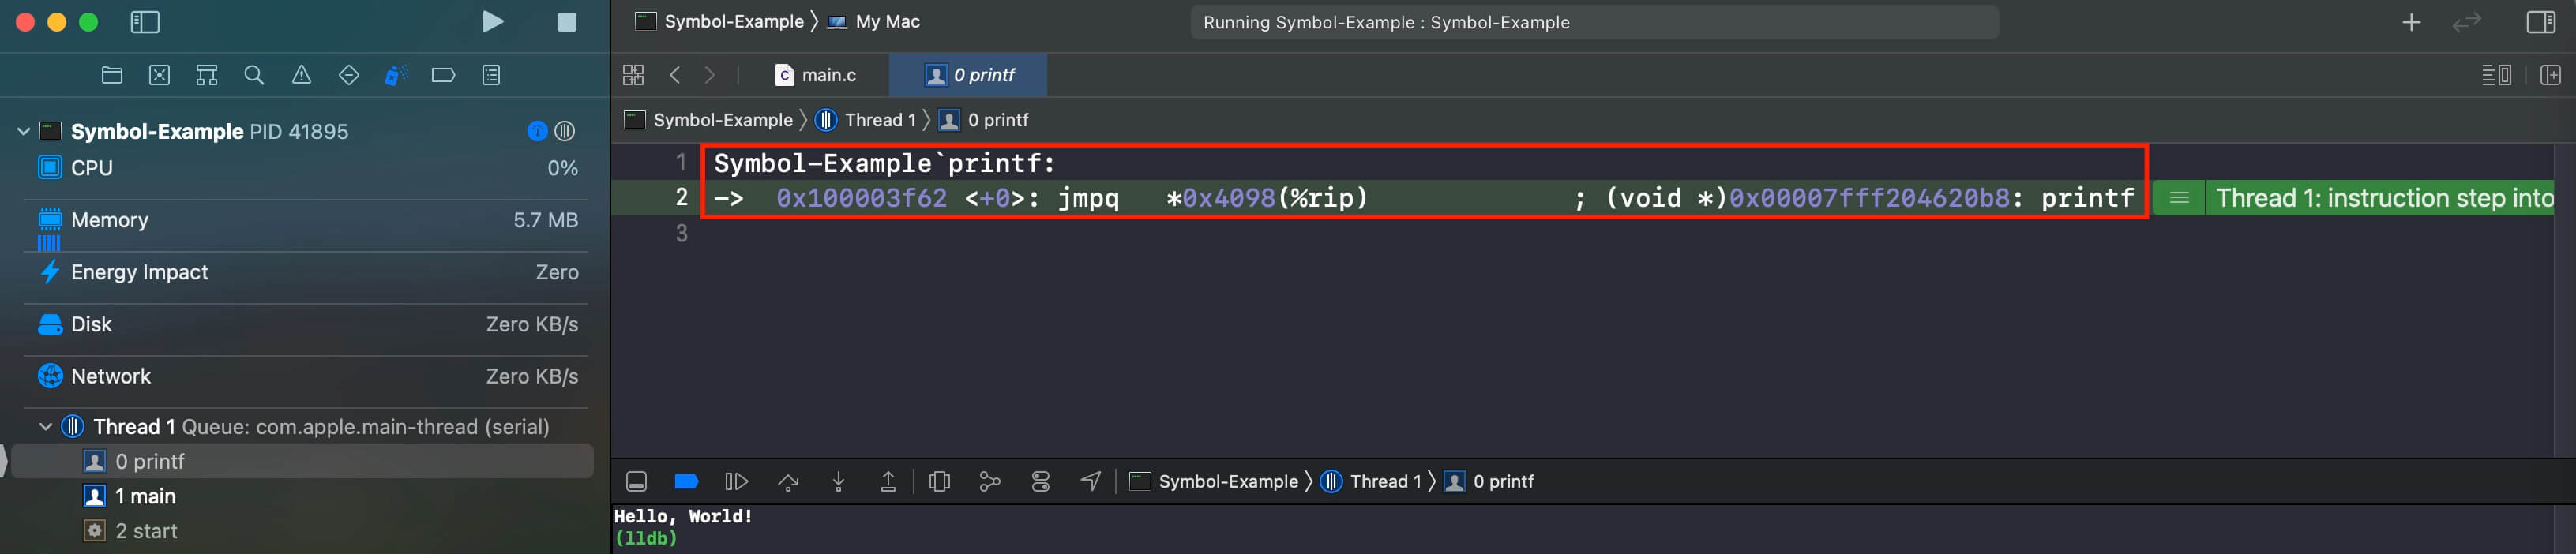 Symbol-Example 〉 My Mac
Running Symbol-Example : Symbol-Example
main.c
0 printf
Symbol-Example PID 41895
Symbol-Example 〉 Thread 1 〉 0 printf
CPU 0%
Memory 5.7 MB
Energy Impact Zero
Disk Zero KB/s
Network Zero KB/s
Thread 1 Queue: com.apple.main-thread (serial)
0 printf
1 main
2 start
1 Symbol-Example`printf:
2 -> 0x100003f62 <+0>: jmpq *0x4098(%rip) ; (void *)0x00007fff204620b8: printf
Thread 1: instruction step into
3
Symbol-Example 〉 Thread 1 〉 0 printf
Hello, World!
(lldb)